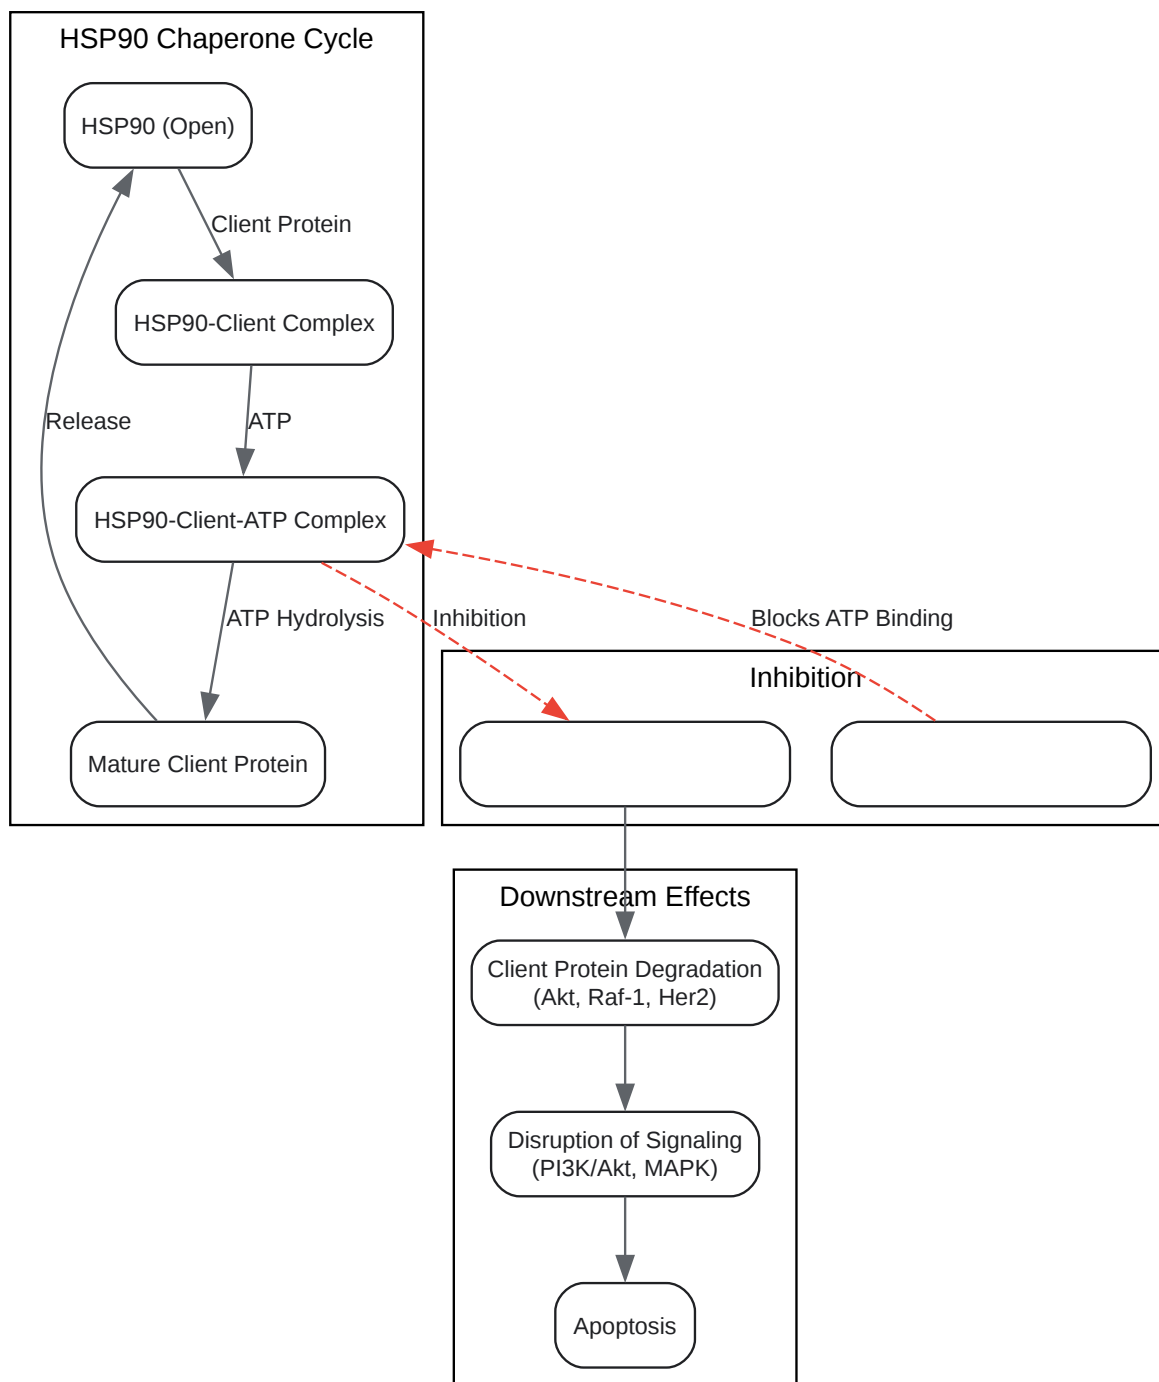 HSP90 Chaperone Cycle
HSP90 (Open)
Client Protein
HSP90-Client Complex
Release
ATP
HSP90-Client-ATP Complex
ATP Hydrolysis
Inhibition
Blocks ATP Binding
Mature Client Protein
Inhibition
Downstream Effects
Client Protein Degradation
(Akt, Raf-1, Her2)
Disruption of Signaling
(PI3K/Akt, MAPK)
Apoptosis